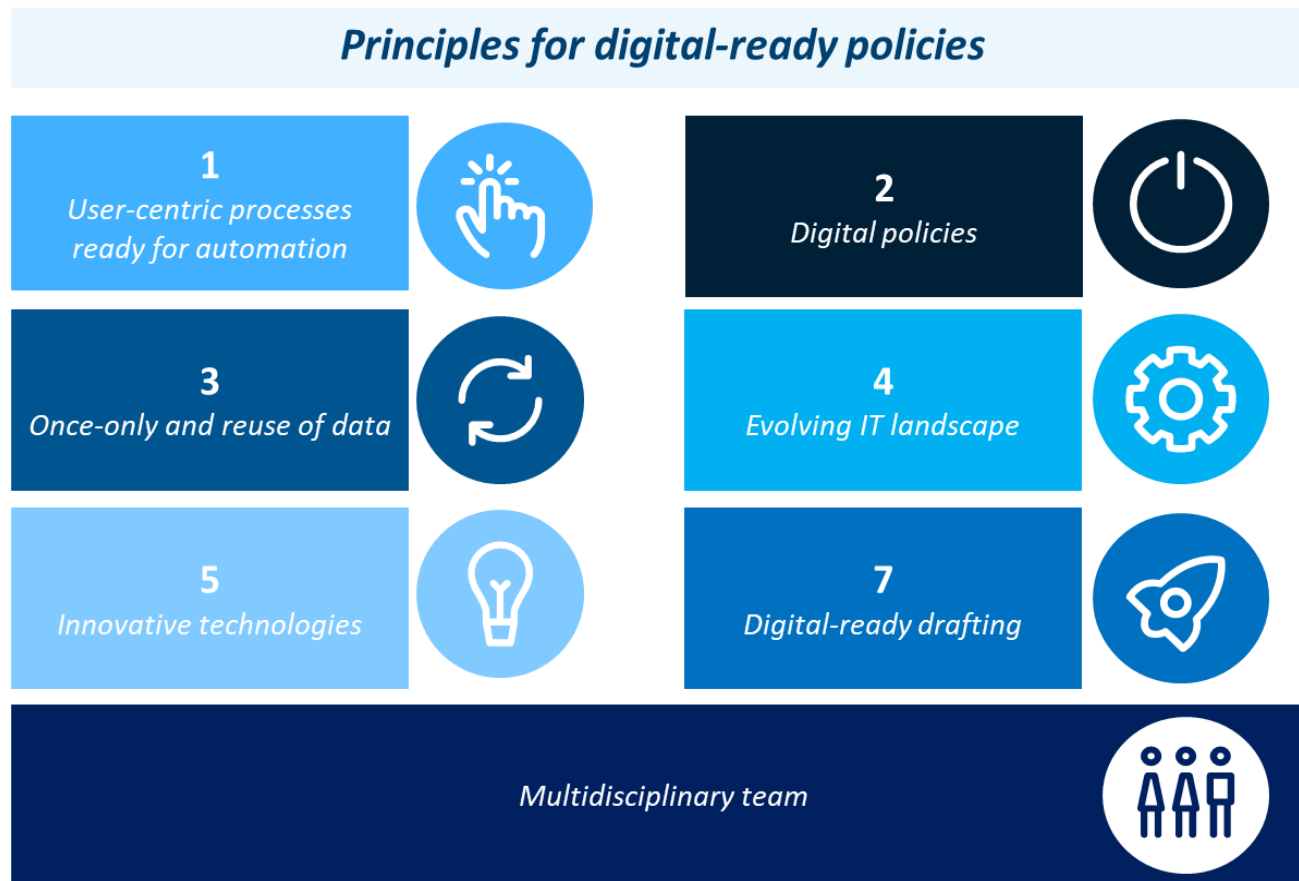 Principles for digital-ready policies
1
User-centric processes
ready for automation
2
Digital policies
3
Once-only and reuse of data
4
Evolving IT landscape
5
Innovative technologies
7
Digital-ready drafting
Multidisciplinary team